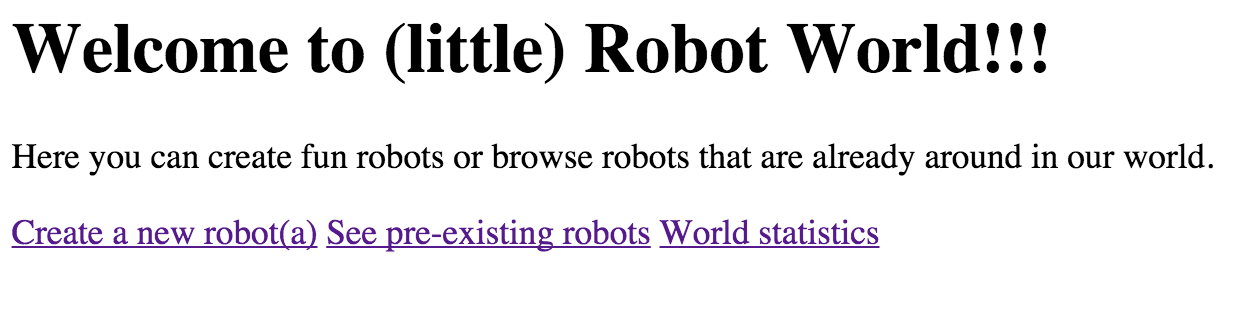 Welcome to (little) Robot World!!!
Here you can create fun robots or browse robots that are already around in our world.
Create a new robot(a) See pre-existing robots World statistics